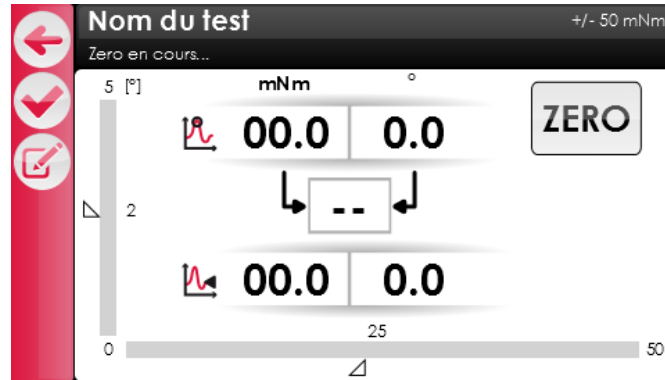 Nom du test +/- 50 mNm
Zero en cours...
5 [°] mNm °
00.0 0.0 ZERO
2 --
00.0 0.0
25
0 50